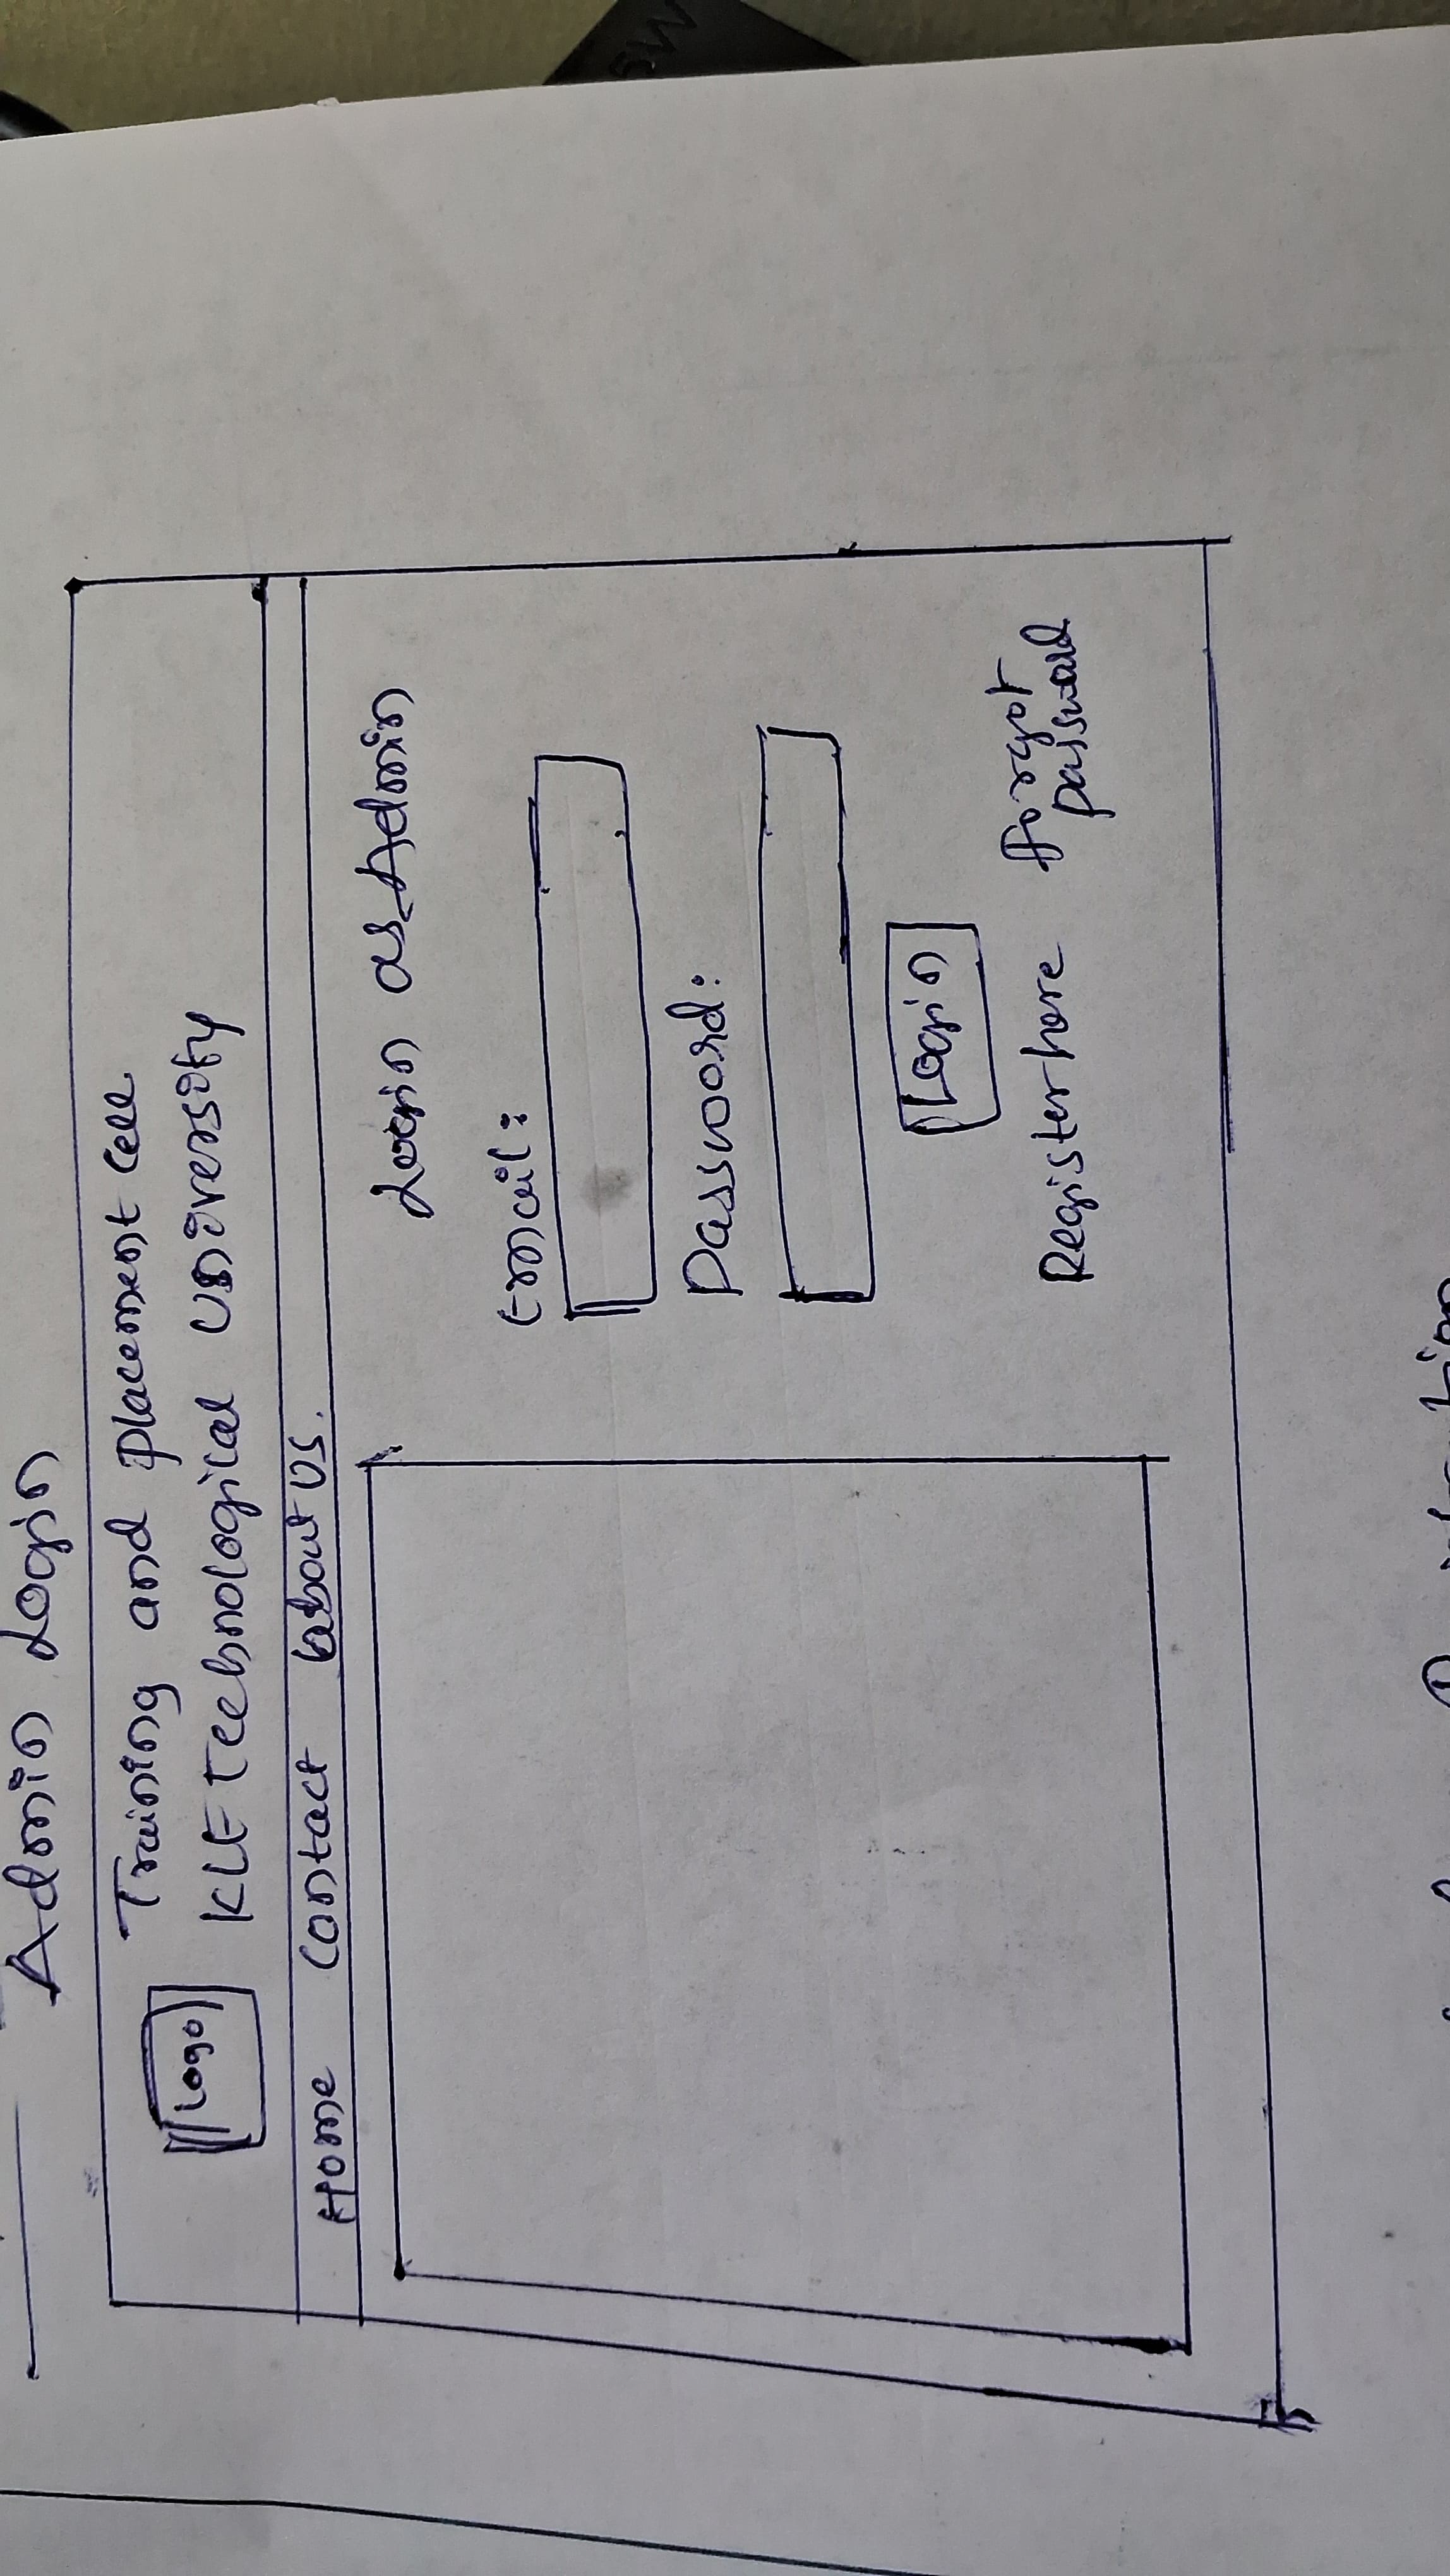 Admin Login
Training and placement cell
Logo
KLE Technological University
Home Contact about us.
Login as Admin
Email:
Password:
Login
Register here forgot
password